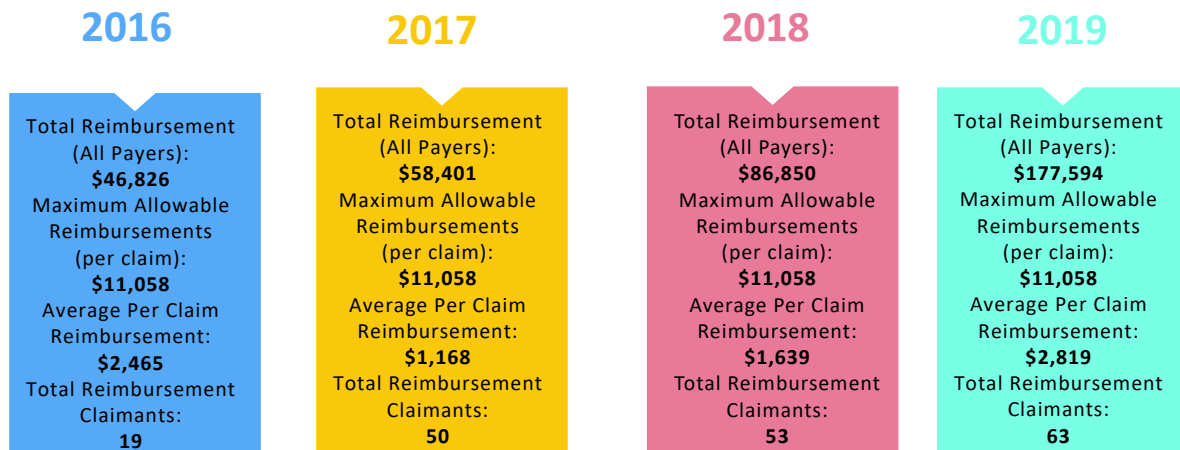 2016
Total Reimbursement
(All Payers):
$46,826
Maximum Allowable
Reimbursements
(per claim):
$11,058
Average Per Claim
Reimbursement:
$2,465
Total Reimbursement
Claimants:
19
2017
Total Reimbursement
(All Payers):
$58,401
Maximum Allowable
Reimbursements
(per claim):
$11,058
Average Per Claim
Reimbursement:
$1,168
Total Reimbursement
Claimants:
50
2018
Total Reimbursement
(All Payers):
$86,850
Maximum Allowable
Reimbursements
(per claim):
$11,058
Average Per Claim
Reimbursement:
$1,639
Total Reimbursement
Claimants:
53
2019
Total Reimbursement
(All Payers):
$177,594
Maximum Allowable
Reimbursements
(per claim):
$11,058
Average Per Claim
Reimbursement:
$2,819
Total Reimbursement
Claimants:
63